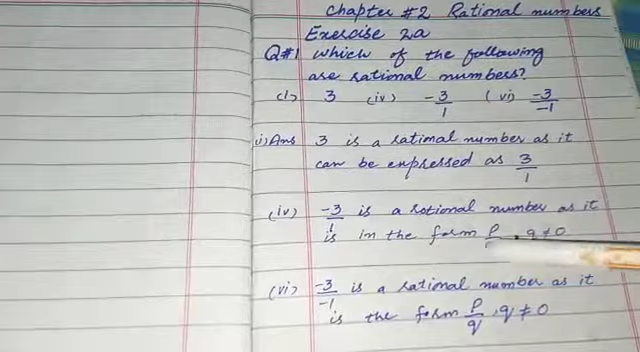 Chapter #2 Rational numbers
Exercise 2a
Q#1 which of the following
are rational numbers?
(i) 3 (iv) -3/1 (vi) -3/-1
i) Ans 3 is a rational number as it
can be expressed as 3/1
(iv) -3/1 is a rational number as it
is in the form P/ , q≠0
(vi) -3/-1 is a rational number as it
is the form P/q , q≠0